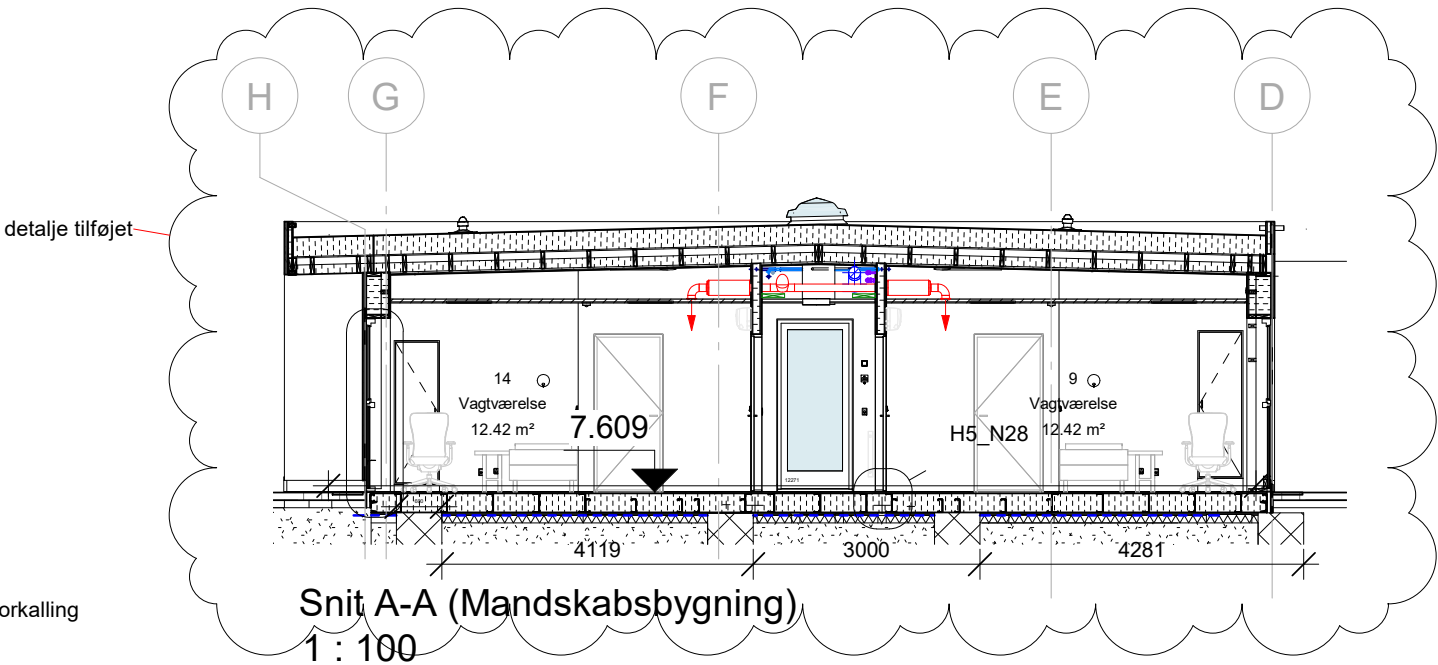 H G F E D
detalje tilføjet
14
Vagtværelse
12.42 m²
7.609
9
Vagtværelse
12.42 m²
H5_N28
12271
4119 3000 4281
orkalling
Snit A-A (Mandskabsbygning)
1 : 100